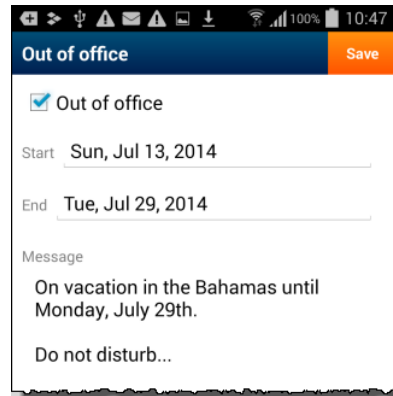 100% 10:47
Out of office
Save
Out of office
Start Sun, Jul 13, 2014
End Tue, Jul 29, 2014
Message
On vacation in the Bahamas until
Monday, July 29th.
Do not disturb...